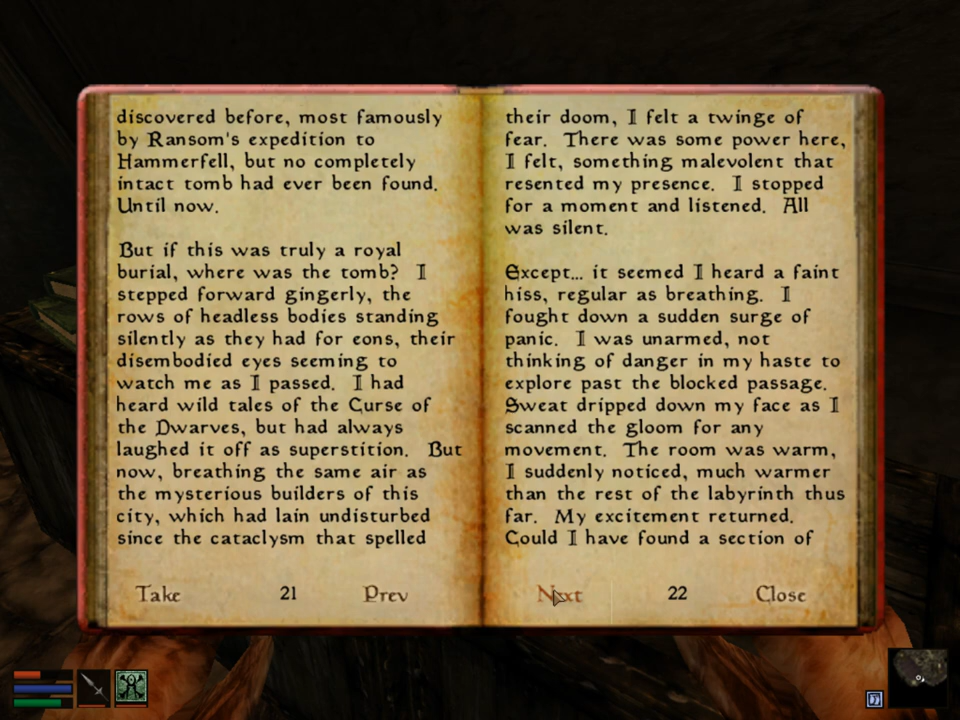 discovered before, most famously
by Ransom's expedition to
Hammerfell, but no completely
intact tomb had ever been found.
Until now.
But if this was truly a royal
burial, where was the tomb? I
stepped forward gingerly, the
rows of headless bodies standing
silently as they had for eons, their
disembodied eyes seeming to
watch me as I passed. I had
heard wild tales of the Curse of
the Dwarves, but had always
laughed it off as superstition. But
now, breathing the same air as
the mysterious builders of this
city, which had lain undisturbed
since the cataclysm that spelled
Take 21 Prev
their doom, I felt a twinge of
fear. There was some power here,
I felt, something malevolent that
resented my presence. I stopped
for a moment and listened. All
was silent.
Except... it seemed I heard a faint
hiss, regular as breathing. I
fought down a sudden surge of
panic. I was unarmed, not
thinking of danger in my haste to
explore past the blocked passage.
Sweat dripped down my face as I
scanned the gloom for any
movement. The room was warm,
I suddenly noticed, much warmer
than the rest of the labyrinth thus
far. My excitement returned.
Could I have found a section of
Next 22 Close